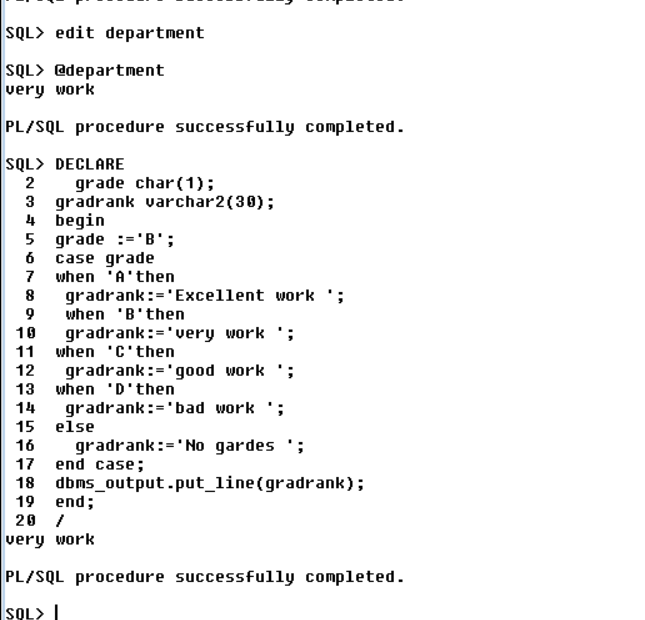 SQL> edit department
SQL> @department
very work
PL/SQL procedure successfully completed.
SQL> DECLARE
2 grade char(1);
3 gradrank varchar2(30);
4 begin
5 grade :='B';
6 case grade
7 when 'A'then
8 gradrank:='Excellent work ';
9 when 'B'then
10 gradrank:='very work ';
11 when 'C'then
12 gradrank:='good work ';
13 when 'D'then
14 gradrank:='bad work ';
15 else
16 gradrank:='No gardes ';
17 end case;
18 dbms_output.put_line(gradrank);
19 end;
20 /
very work
PL/SQL procedure successfully completed.
SQL>